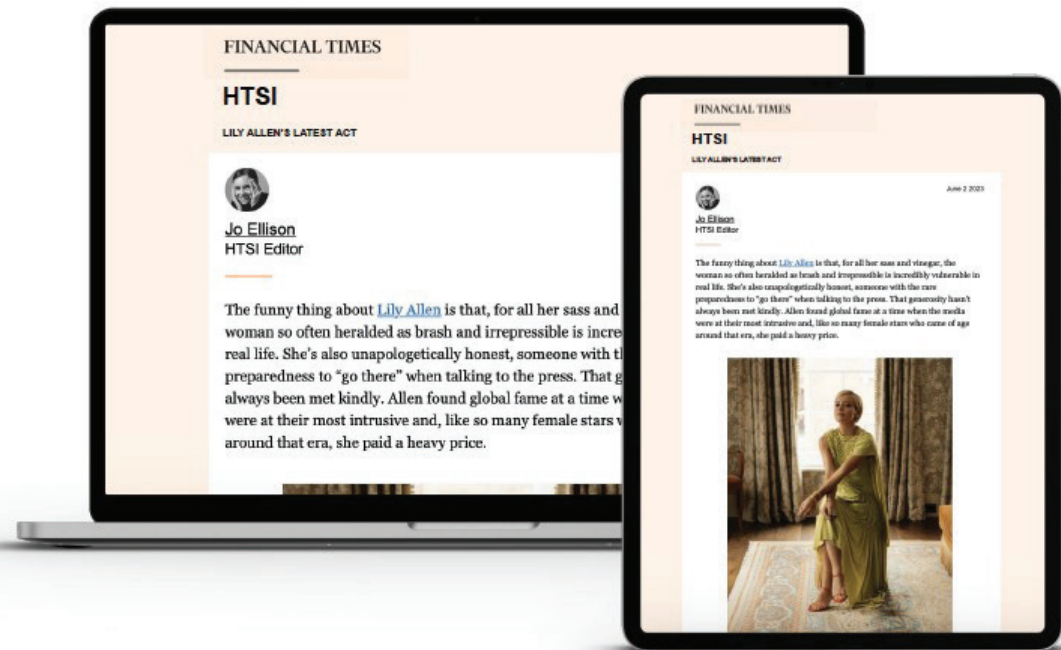 FINANCIAL TIMES
HTSI
LILY ALLEN'S LATEST ACT
Jo Ellison
HTSI Editor
The funny thing about Lily Allen is that, for all her sass and
woman so often heralded as brash and irrepressible is incre
real life. She's also unapologetically honest, someone with t
preparedness to "go there" when talking to the press. That g
always been met kindly. Allen found global fame at a time w
were at their most intrusive and, like so many female stars
around that era, she paid a heavy price.
FINANCIAL TIMES
HTSI
LILY ALLEN'S LATEST ACT
June 2 2023
Jo Ellison
HTSI Editor
The funny thing about Lily Allen is that, for all her sass and vinegar, the
woman so often heralded as brash and irrepressible is incredibly vulnerable in
real life. She's also unapologetically honest, someone with the rare
preparedness to "go there" when talking to the press. That generosity hasn't
always been met kindly. Allen found global fame at a time when the media
were at their most intrusive and, like so many female stars who came of age
around that era, she paid a heavy price.